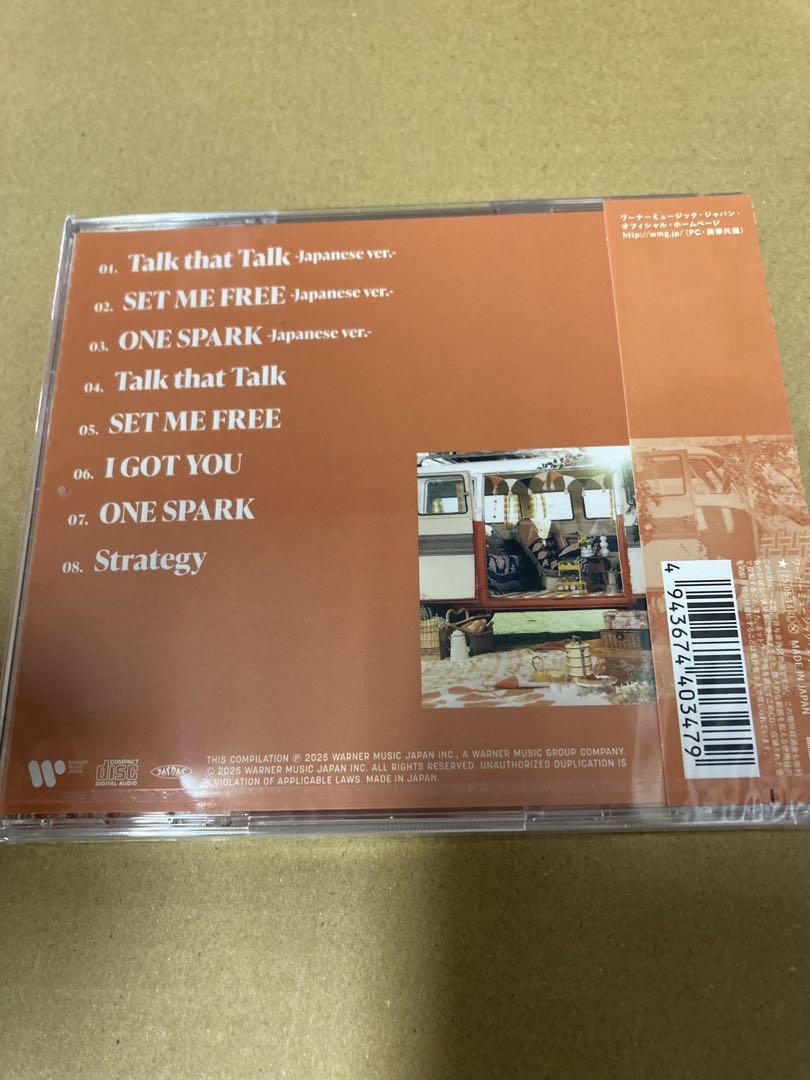 01. Talk that Talk -Japanese ver.-
02. SET ME FREE -Japanese ver.-
03. ONE SPARK -Japanese ver.-
04. Talk that Talk
05. SET ME FREE
06. I GOT YOU
07. ONE SPARK
08. Strategy
ワーナーミュージック・ジャパン・
オフィシャル・ホームページ
http://wmg.jp/ (PC・携帯共通)
4 943674 403479
MADE IN JAPAN
WARNER MUSIC JAPAN
COMPACT
disc
DIGITAL AUDIO
JASRAC
THIS COMPILATION ℗ 2025 WARNER MUSIC JAPAN INC., A WARNER MUSIC GROUP COMPANY.
© 2025 WARNER MUSIC JAPAN INC. ALL RIGHTS RESERVED. UNAUTHORIZED DUPLICATION IS
A VIOLATION OF APPLICABLE LAWS. MADE IN JAPAN.